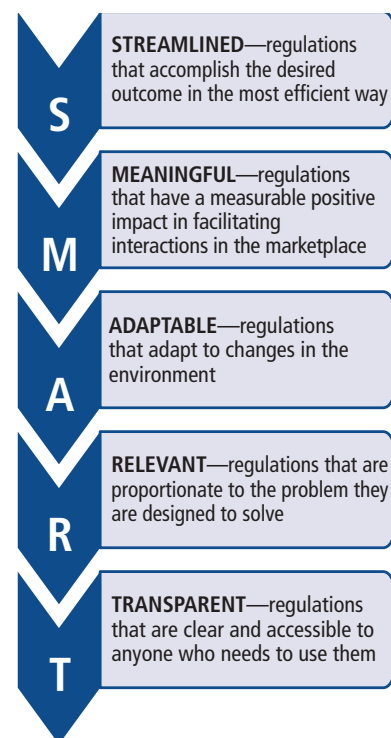 S
STREAMLINED—regulations
that accomplish the desired
outcome in the most efficient way
M
MEANINGFUL—regulations
that have a measurable positive
impact in facilitating
interactions in the marketplace
A
ADAPTABLE—regulations
that adapt to changes in the
environment
R
RELEVANT—regulations that are
proportionate to the problem they
are designed to solve
T
TRANSPARENT—regulations
that are clear and accessible to
anyone who needs to use them